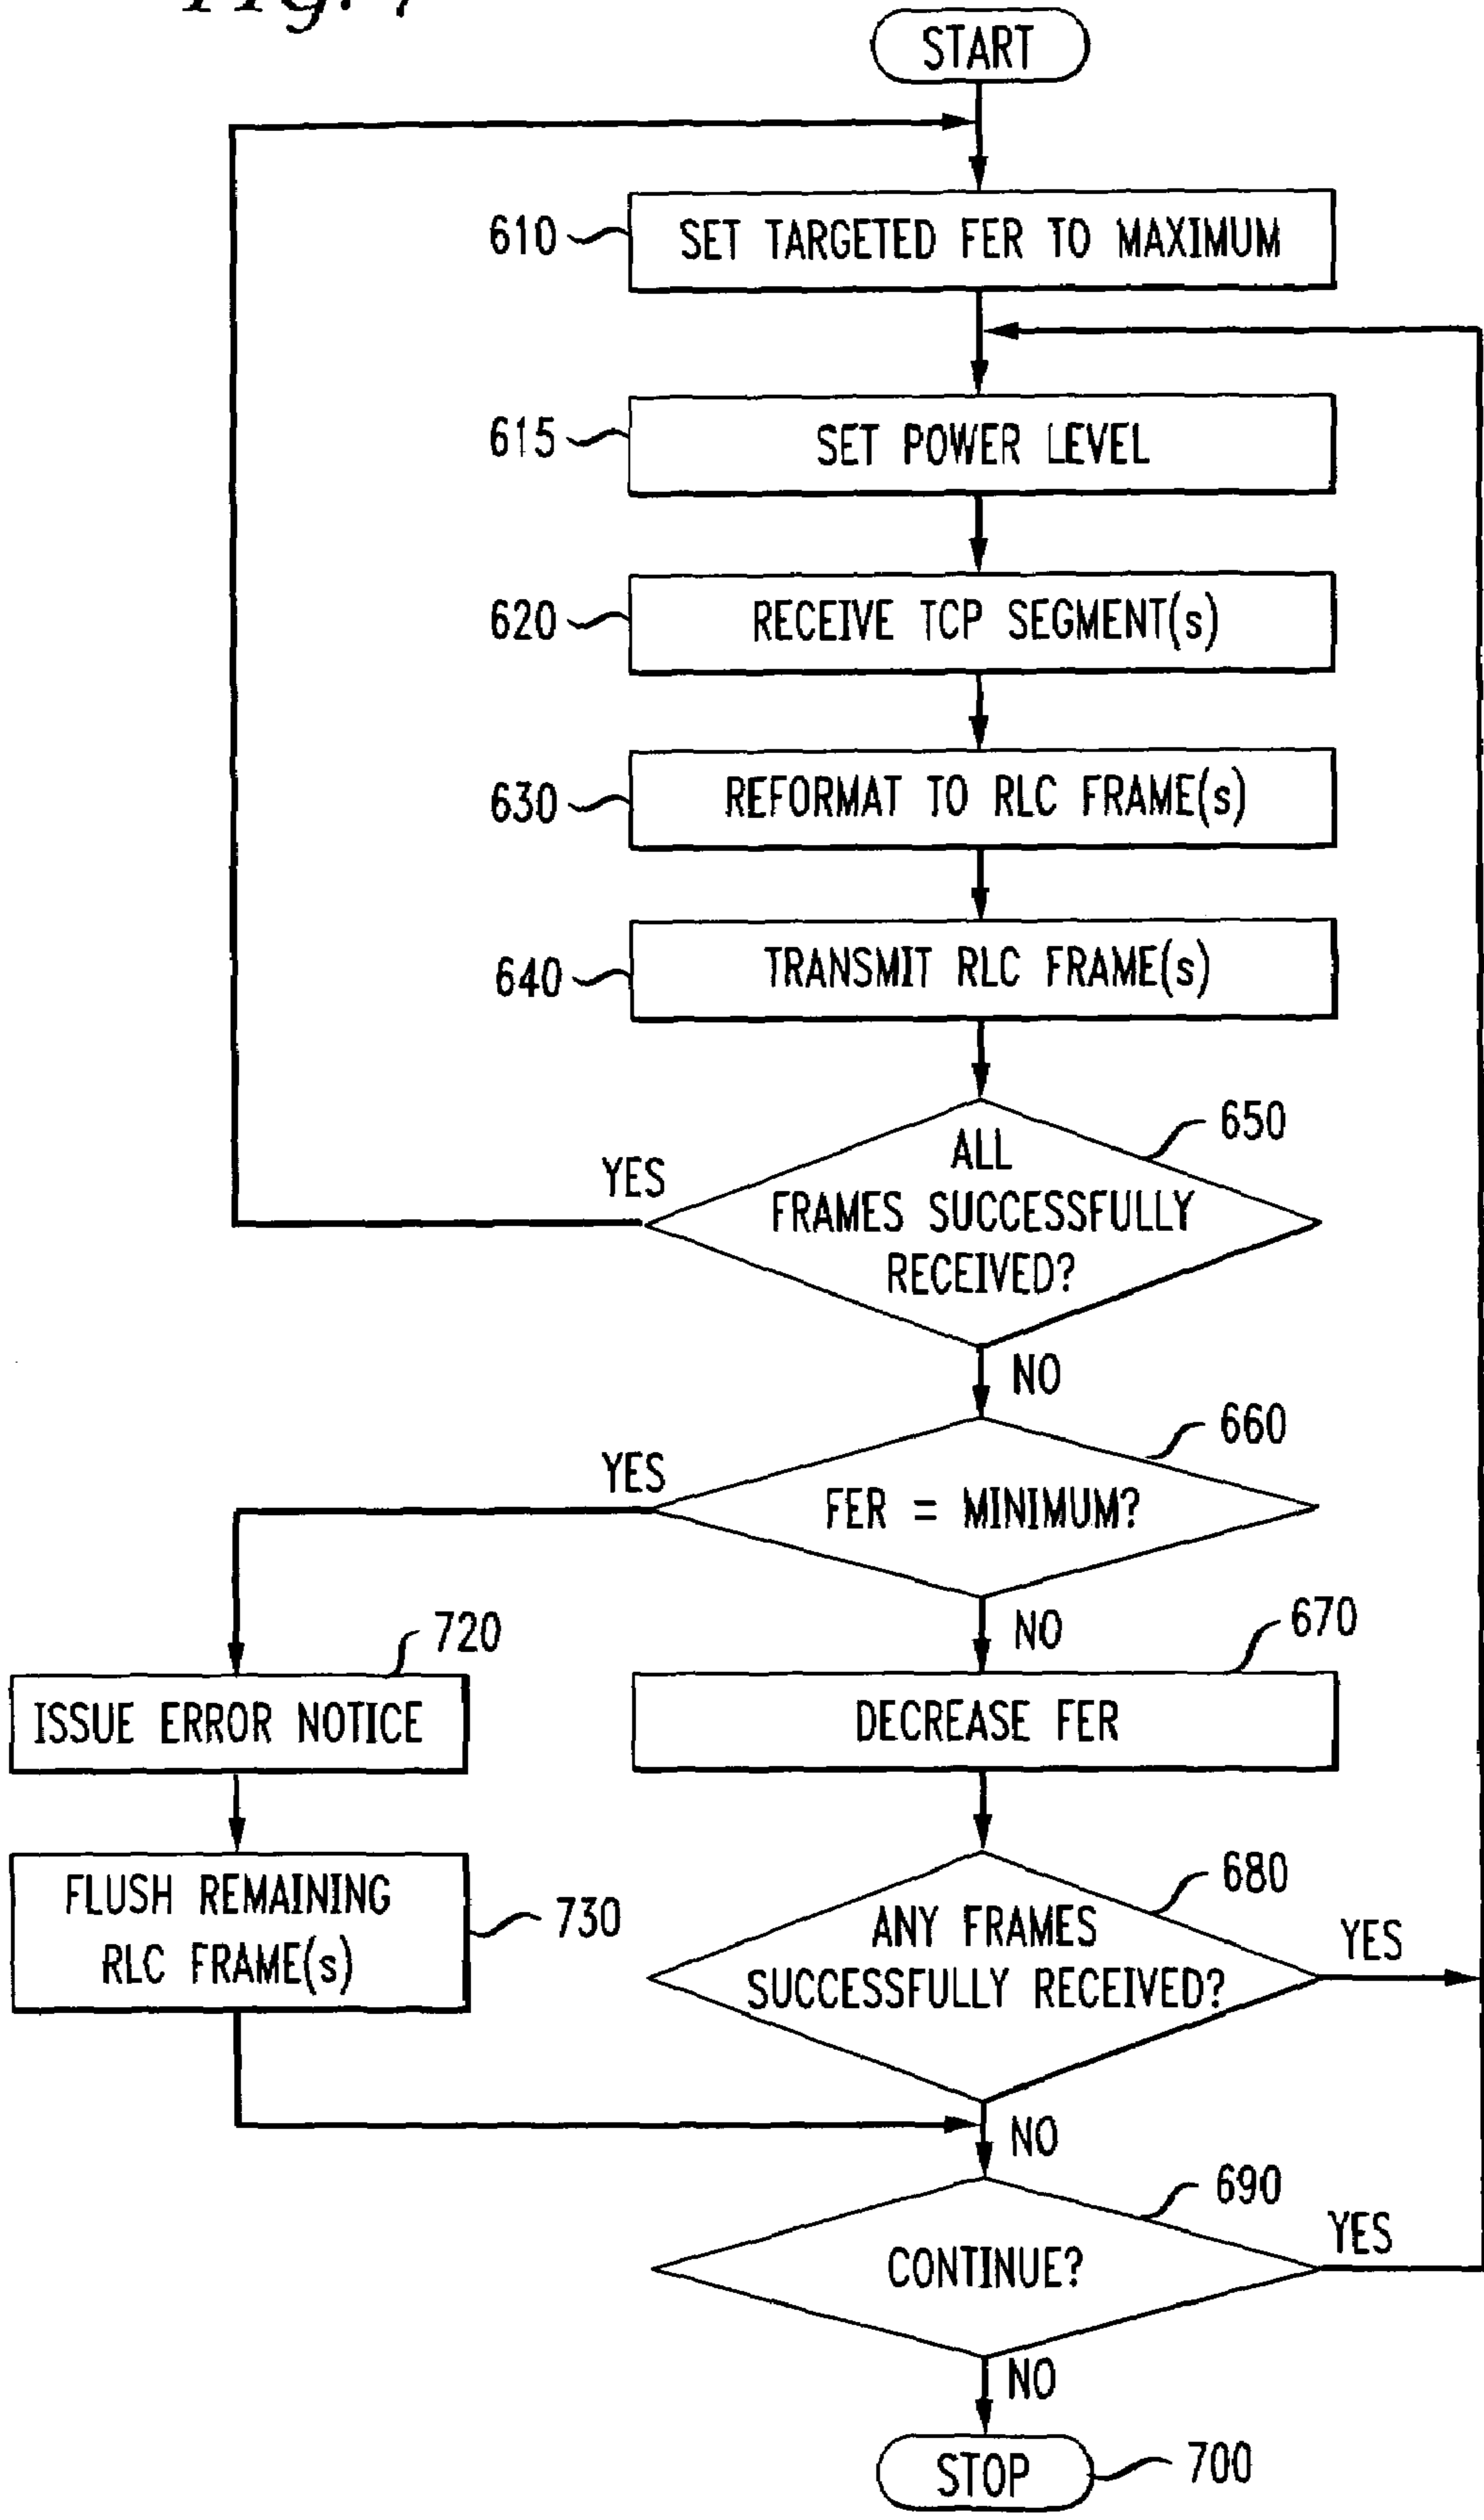 START
610
SET TARGETED FER TO MAXIMUM
615
SET POWER LEVEL
620
RECEIVE TCP SEGMENT(s)
630
REFORMAT TO RLC FRAME(s)
640
TRANSMIT RLC FRAME(s)
650
ALL
FRAMES SUCCESSFULLY
RECEIVED?
YES
NO
660
YES
FER = MINIMUM?
NO
670
720
ISSUE ERROR NOTICE
DECREASE FER
680
FLUSH REMAINING
RLC FRAME(s)
730
ANY FRAMES
SUCCESSFULLY RECEIVED?
YES
NO
690
YES
CONTINUE?
NO
STOP
700